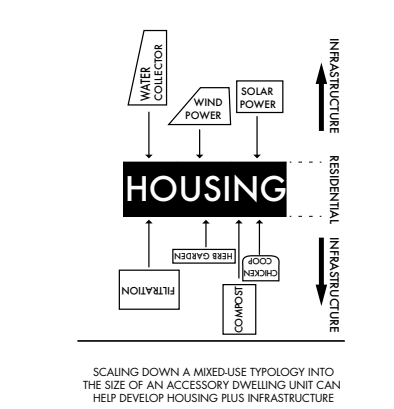 WATER
COLLECTOR
WIND
POWER
SOLAR
POWER
INFRASTRUCTURE
HOUSING
RESIDENTIAL
INFRASTRUCTURE
HERB GARDEN
CHICKEN
COOP
FILTRATION
COMPOST
SCALING DOWN A MIXED-USE TYPOLOGY INTO
THE SIZE OF AN ACCESSORY DWELLING UNIT CAN
HELP DEVELOP HOUSING PLUS INFRASTRUCTURE